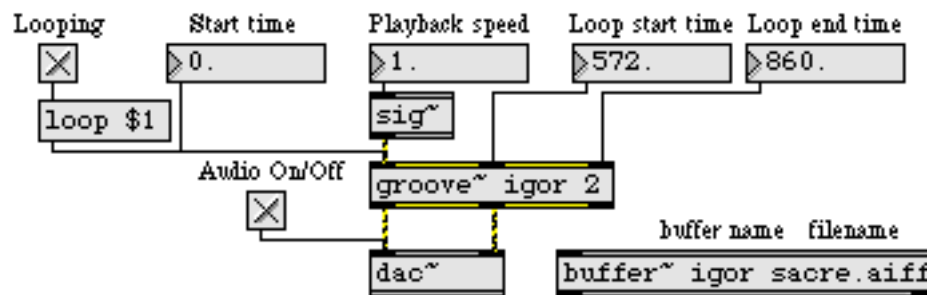 Looping Start time Playback speed Loop start time Loop end time
0. 1. 572. 860.
loop $1 sig~
Audio On/Off groove~ igor 2
buffer name filename
dac~ buffer~ igor sacre.aiff